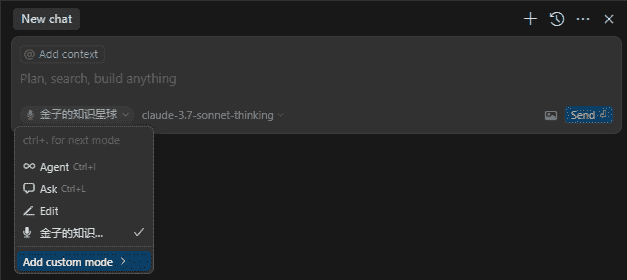 New chat
@ Add context
Plan, search, build anything
金子的知识星球 claude-3.7-sonnet-thinking Send
ctrl+. for next mode
Agent Ctrl+I
Ask Ctrl+L
Edit
金子的知识...
Add custom mode